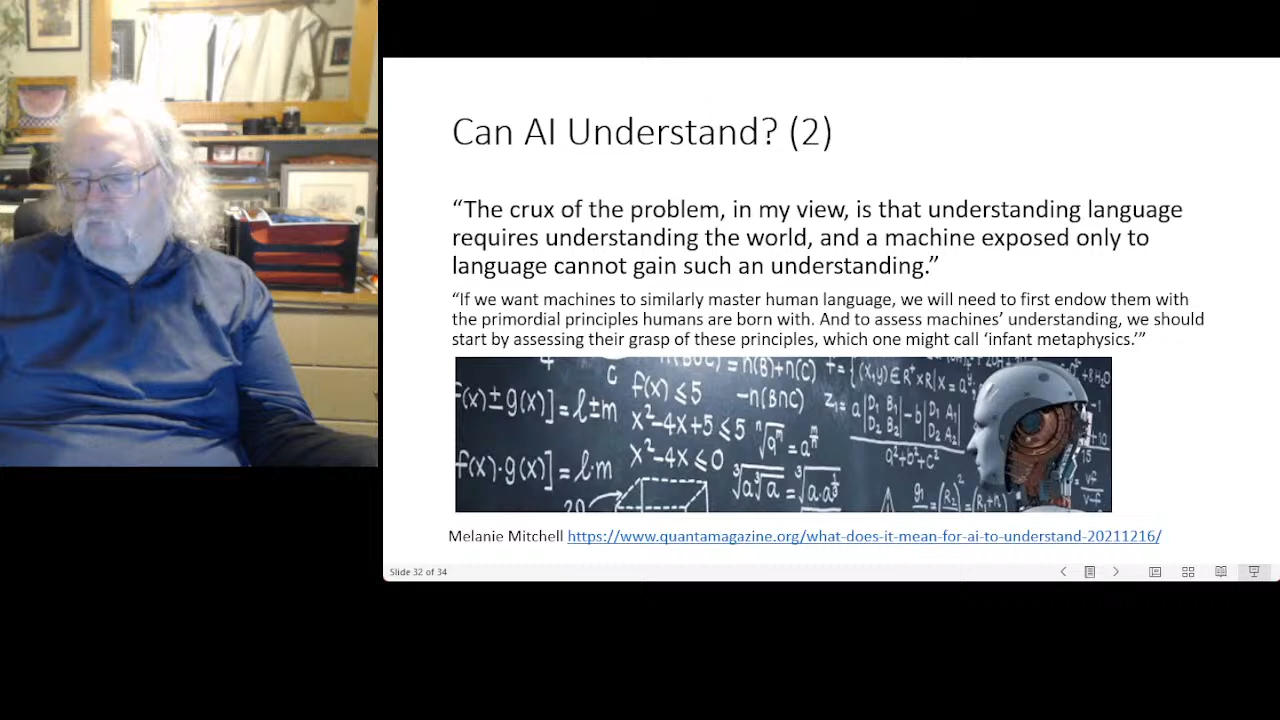 Can AI Understand? (2)
“The crux of the problem, in my view, is that understanding language
requires understanding the world, and a machine exposed only to
language cannot gain such an understanding.”
“If we want machines to similarly master human language, we will need to first endow them with
the primordial principles humans are born with. And to assess machines’ understanding, we should
start by assessing their grasp of these principles, which one might call ‘infant metaphysics.’”
f(x)±g(x)]=l±m
f(x)·g(x)]=l·m
f(x)≤5
x²-4x+5≤5
x²-4x≤0
-n(B∩C)
a²+b²+c²
Melanie Mitchell https://www.quantamagazine.org/what-does-it-mean-for-ai-to-understand-20211216/
Slide 32 of 34